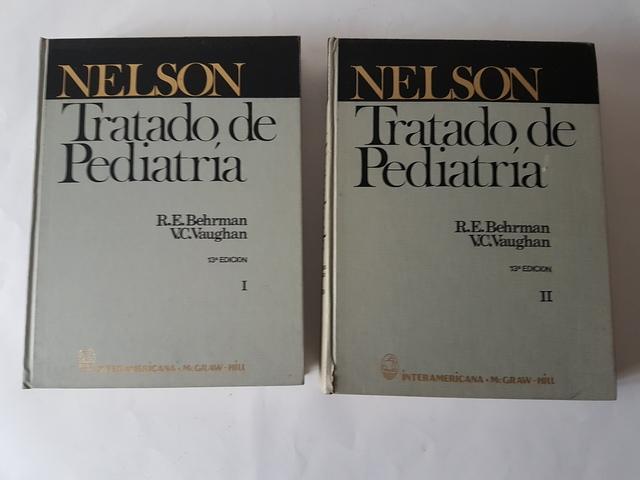 NELSON
Tratado de
Pediatría
R.E. Behrman
V.C. Vaughan
13ª EDICION
I
INTERAMERICANA · McGRAW-HILL
NELSON
Tratado de
Pediatría
R.E. Behrman
V.C. Vaughan
13ª EDICION
II
INTERAMERICANA · McGRAW-HILL